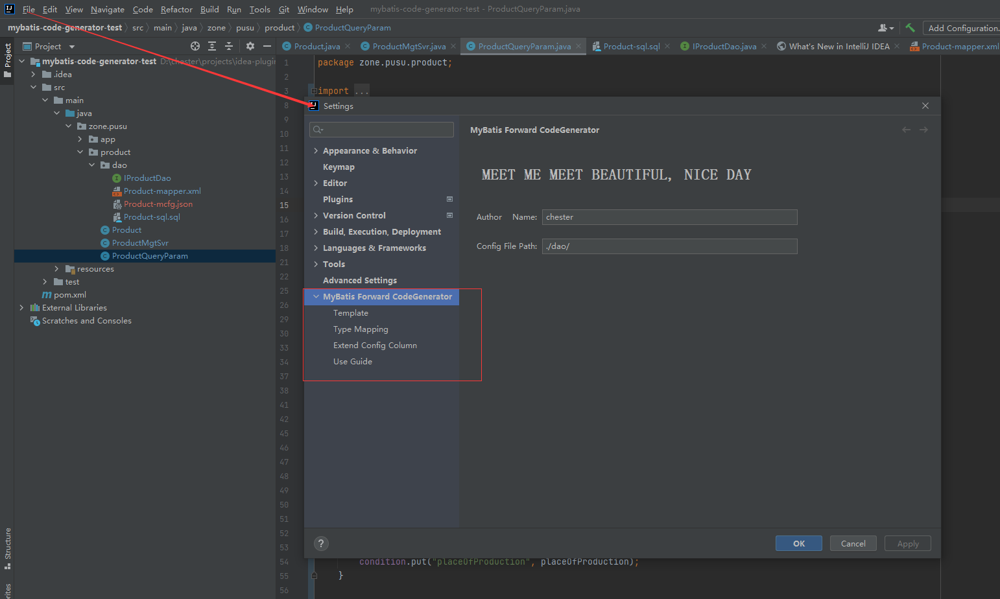 File Edit View Navigate Code Refactor Build Run Tools Git Window Help mybatis-code-generator-test - ProductQueryParam.java
mybatis-code-generator-test src main java zone pusu product ProductQueryParam Add Configuration.
Project
Product.java ProductMgtSvr.java ProductQueryParam.java Product-sql.sql IProductDao.java What's New in IntelliJ IDEA Product-mapper.xml
Project
mybatis-code-generator-test D:\chester\projects\idea-plugin
.idea
src
main
java
zone.pusu
app
product
dao
IProductDao
Product-mapper.xml
Product-mcfg.json
Product-sql.sql
Product
ProductMgtSvr
ProductQueryParam
resources
test
pom.xml
External Libraries
Scratches and Consoles
Structure
1 package zone.pusu.product;
2
3 import ...
8
9
10
11
12
13
14
15
16
17
18
21
22
25
26
29
30
33
34
37
38
41
42
45
46
47
48
49
50
51
52
53
54 condition.put("placeOfProduction", placeOfProduction);
55 }
56
Settings
Appearance & Behavior
Keymap
Editor
Plugins
Version Control
Build, Execution, Deployment
Languages & Frameworks
Tools
Advanced Settings
MyBatis Forward CodeGenerator
Template
Type Mapping
Extend Config Column
Use Guide
MyBatis Forward CodeGenerator
MEET ME MEET BEAUTIFUL, NICE DAY
Author Name: chester
Config File Path: ./dao/
?
OK Cancel Apply